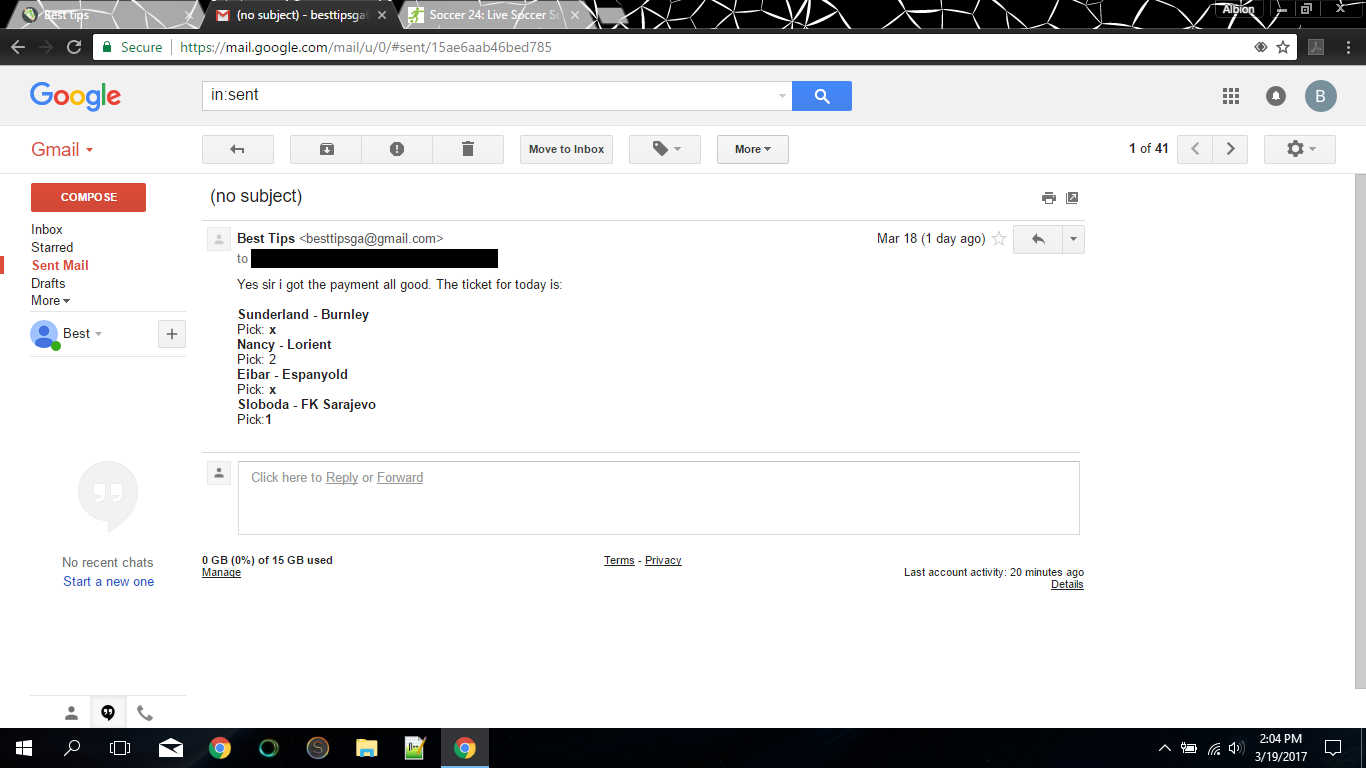 Best tips
(no subject) - besttipsga
Soccer 24: Live Soccer Sc
Albion
Secure
https://mail.google.com/mail/u/0/#sent/15ae6aab46bed785
Google
in:sent
B
Gmail
Move to Inbox
More
1 of 41
COMPOSE
Inbox
Starred
Sent Mail
Drafts
More
Best
(no subject)
Best Tips <besttipsga@gmail.com>
Mar 18 (1 day ago)
to
Yes sir i got the payment all good. The ticket for today is:
Sunderland - Burnley
Pick: x
Nancy - Lorient
Pick: 2
Eibar - Espanyold
Pick: x
Sloboda - FK Sarajevo
Pick:1
Click here to Reply or Forward
No recent chats
Start a new one
0 GB (0%) of 15 GB used
Manage
Terms - Privacy
Last account activity: 20 minutes ago
Details
2:04 PM
3/19/2017